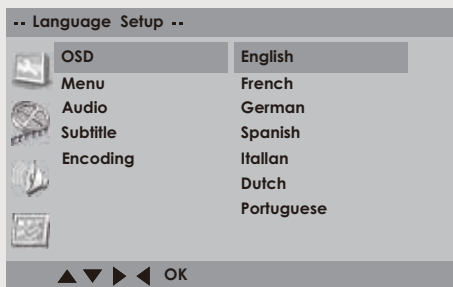 -- Language Setup --
OSD
Menu
Audio
Subtitle
Encoding
English
French
German
Spanish
Itallan
Dutch
Portuguese
▲ ▼ ▶ ◀ OK